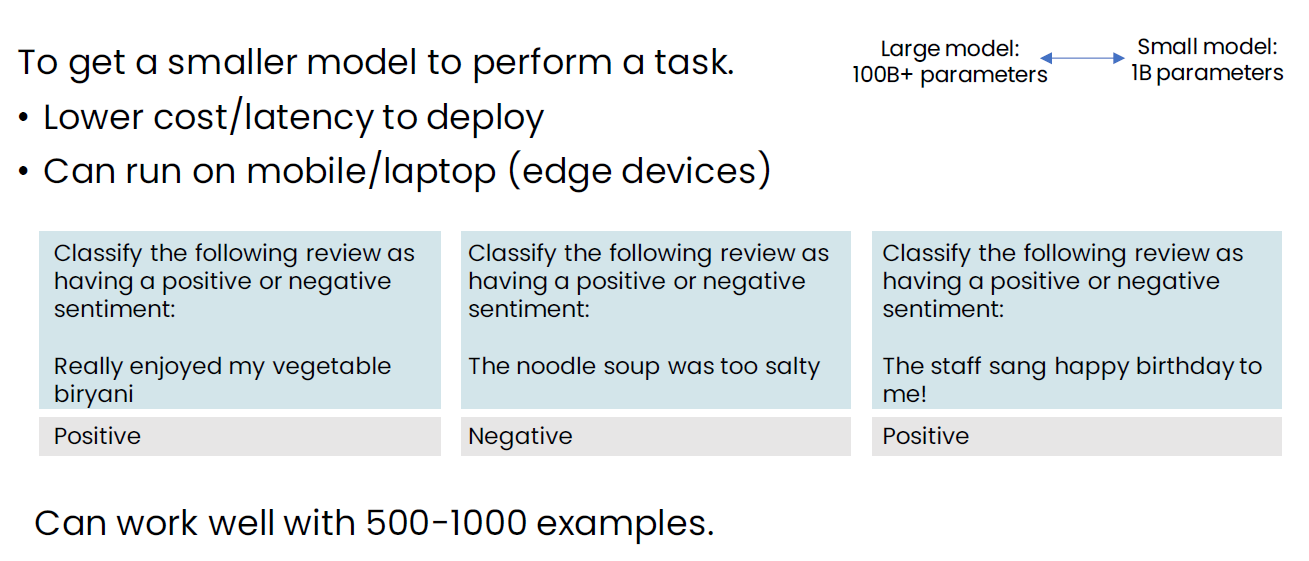 To get a smaller model to perform a task.
Large model:
100B+ parameters
Small model:
1B parameters
• Lower cost/latency to deploy
• Can run on mobile/laptop (edge devices)
Classify the following review as
having a positive or negative
sentiment:
Really enjoyed my vegetable
biryani
Positive
Classify the following review as
having a positive or negative
sentiment:
The noodle soup was too salty
Negative
Classify the following review as
having a positive or negative
sentiment:
The staff sang happy birthday to
me!
Positive
Can work well with 500-1000 examples.